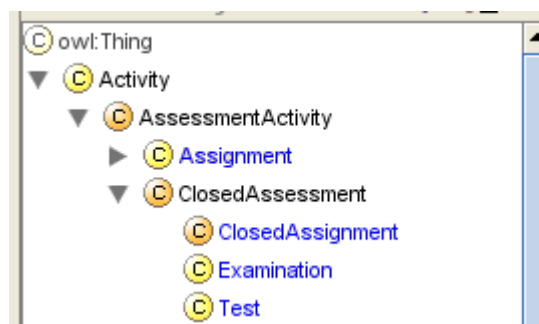 C owl:Thing
C Activity
C AssessmentActivity
C Assignment
C ClosedAssessment
C ClosedAssignment
C Examination
C Test